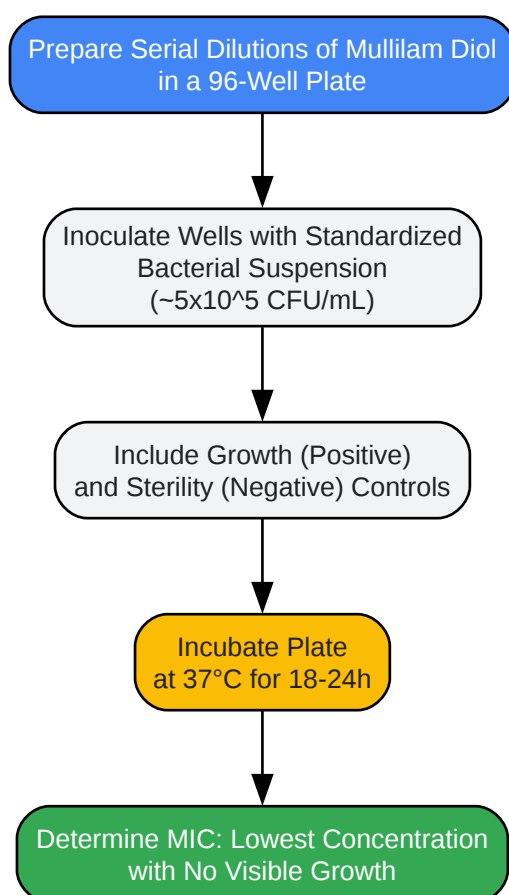 Prepare Serial Dilutions of Mullilam Diol
in a 96-Well Plate
Inoculate Wells with Standardized
Bacterial Suspension
(~5x10^5 CFU/mL)
Include Growth (Positive)
and Sterility (Negative) Controls
Incubate Plate
at 37°C for 18-24h
Determine MIC: Lowest Concentration
with No Visible Growth